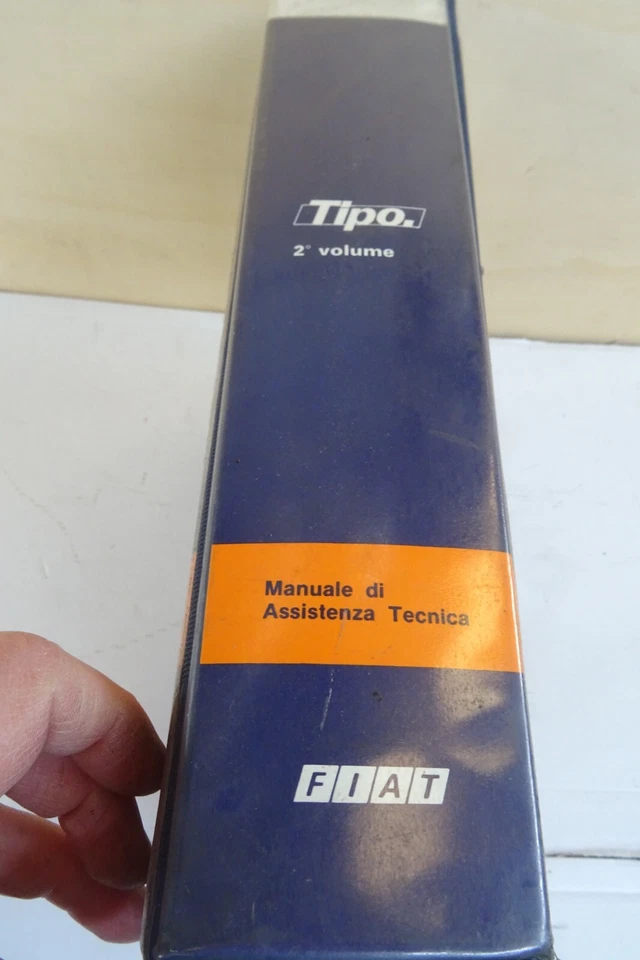 Tipo.
2° volume
Manuale di
Assistenza Tecnica
FIAT